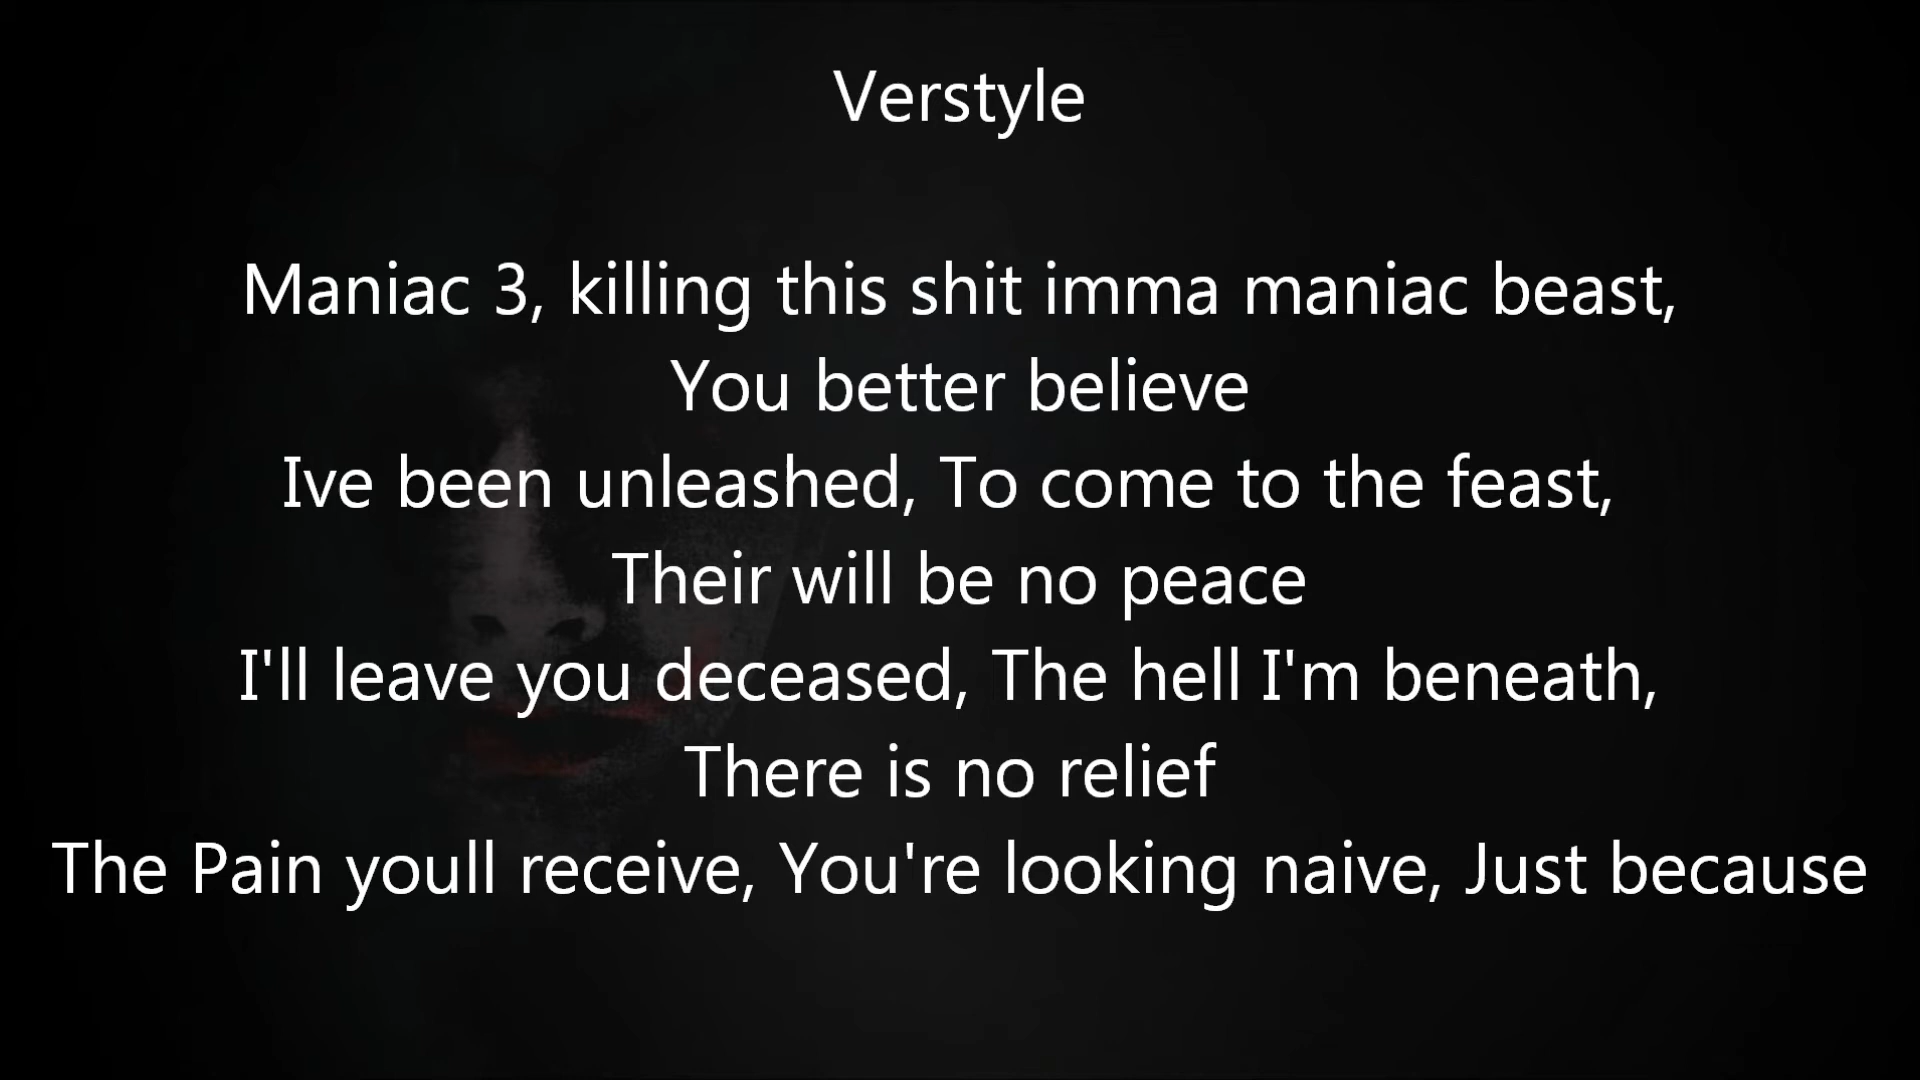 Verstyle
Maniac 3, killing this shit imma maniac beast,
You better believe
Ive been unleashed, To come to the feast,
Their will be no peace
I'll leave you deceased, The hell I'm beneath,
There is no relief
The Pain youll receive, You're looking naive, Just because